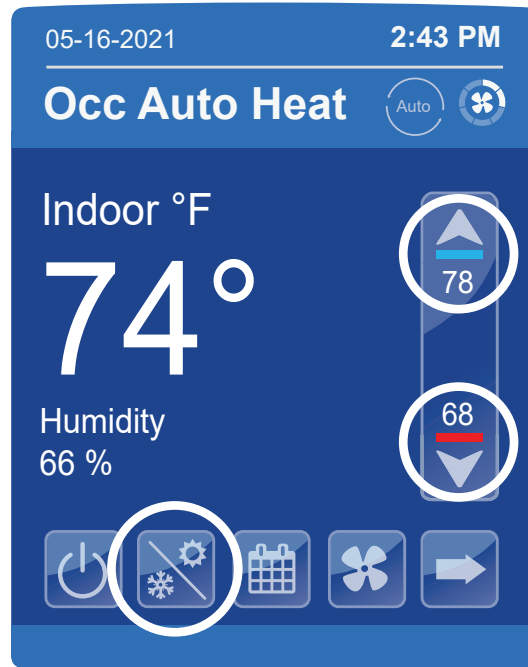 05-16-2021 2:43 PM
Occ Auto Heat Auto
Indoor °F
74°
78
Humidity
68
66 %